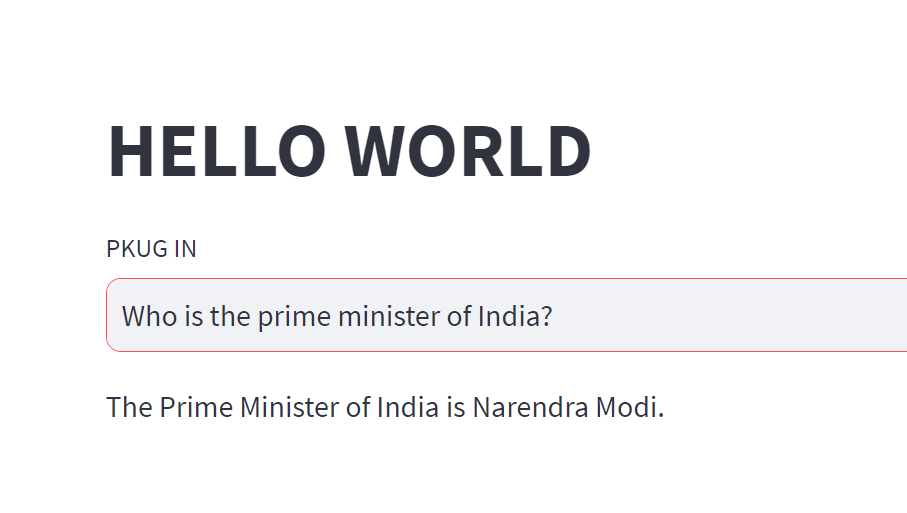 HELLO WORLD
PKUG IN
Who is the prime minister of India?
The Prime Minister of India is Narendra Modi.